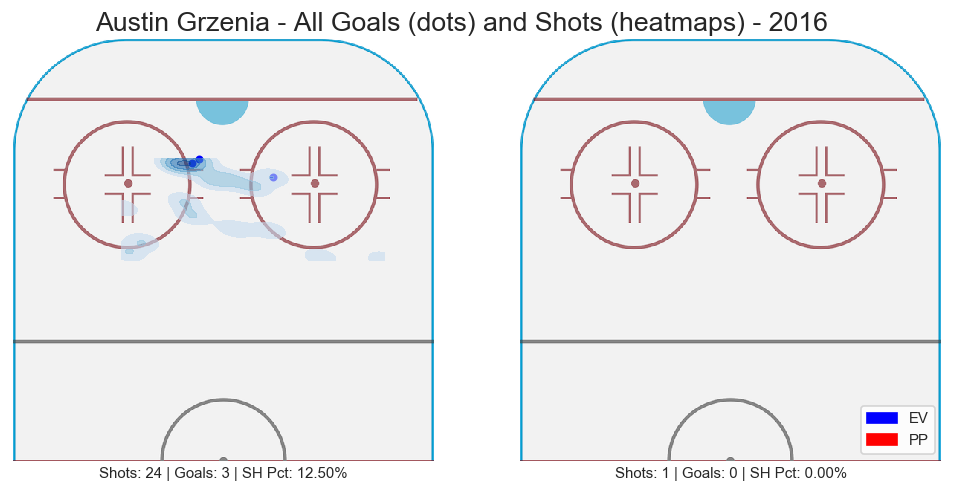 Austin Grzenia - All Goals (dots) and Shots (heatmaps) - 2016
EV
PP
Shots: 24 | Goals: 3 | SH Pct: 12.50%
Shots: 1 | Goals: 0 | SH Pct: 0.00%